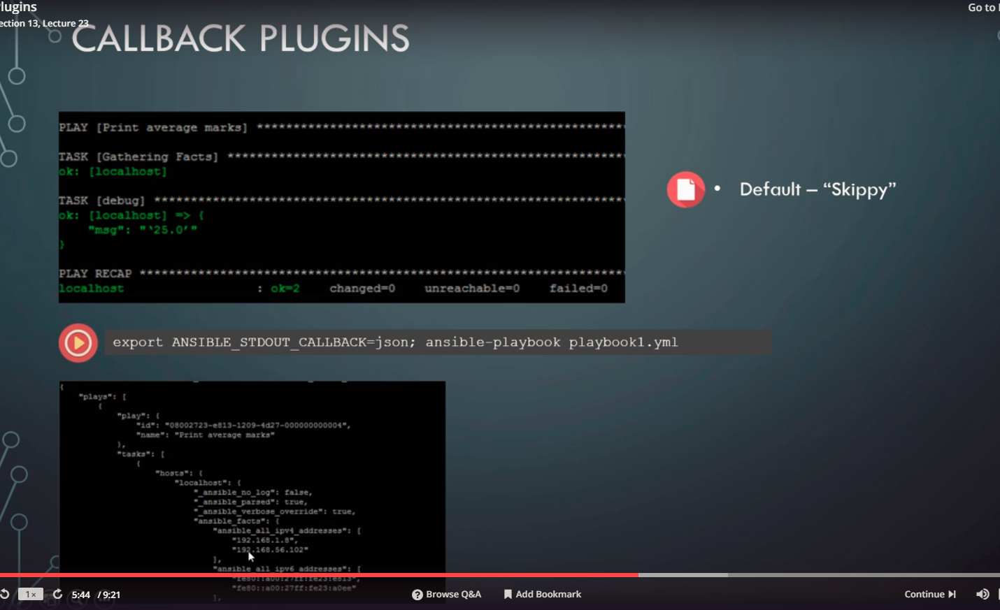 lugins
ection 13, Lecture 23
Go to
CALLBACK PLUGINS
PLAY [Print average marks] **************************************************
TASK [Gathering Facts] ******************************************************
ok: [localhost]
TASK [debug] ****************************************************************
ok: [localhost] => {
"msg": "‘25.0’"
}
PLAY RECAP ******************************************************************
localhost : ok=2 changed=0 unreachable=0 failed=0
• Default – “Skippy”
export ANSIBLE_STDOUT_CALLBACK=json; ansible-playbook playbook1.yml
{
"plays": [
{
"play": {
"id": "08002723-e813-1209-4d27-000000000004",
"name": "Print average marks"
},
"tasks": [
{
"hosts": {
"localhost": {
"_ansible_no_log": false,
"_ansible_parsed": true,
"_ansible_verbose_override": true,
"ansible_facts": {
"ansible_all_ipv4_addresses": [
"192.168.1.8",
"192.168.56.102"
],
"ansible_all_ipv6_addresses": [
"fe80::a00:27ff:fe23:e813",
"fe80::a00:27ff:fe23:a0ee"
],
1×
5:44 / 9:21
Browse Q&A
Add Bookmark
Continue